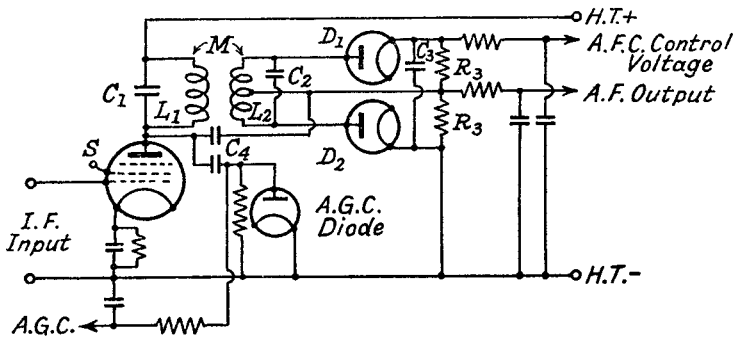 H.T.+
M
D1
C3
A.F.C. Control
Voltage
C1
L1
L2
C2
R3
A.F. Output
R3
S
C4
D2
I.F.
Input
A.G.C.
Diode
H.T.-
A.G.C.